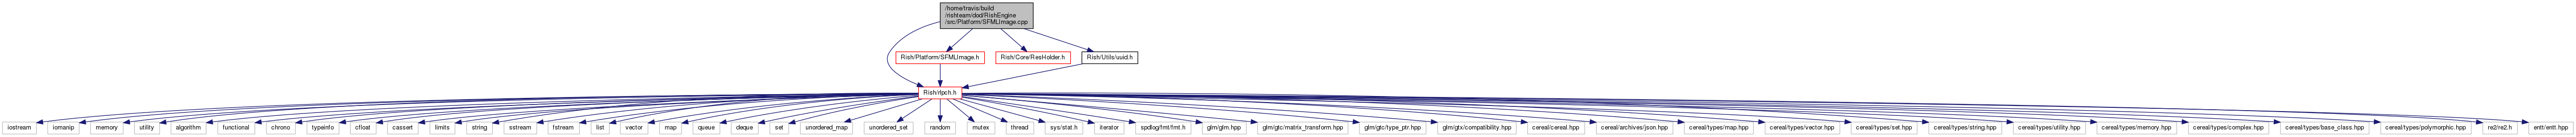 /home/travis/build
/rishteam/dod/RishEngine
/src/Platform/SFMLImage.cpp
Rish/Platform/SFMLImage.h
Rish/Core/ResHolder.h
Rish/Utils/uuid.h
Rish/rlpch.h
iostream
iomanip
memory
utility
algorithm
functional
chrono
typeinfo
cfloat
cassert
limits
string
sstream
fstream
list
vector
map
queue
deque
set
unordered_map
unordered_set
random
mutex
thread
sys/stat.h
iterator
spdlog/fmt/fmt.h
glm/glm.hpp
glm/gtc/matrix_transform.hpp
glm/gtc/type_ptr.hpp
glm/gtx/compatibility.hpp
cereal/cereal.hpp
cereal/archives/json.hpp
cereal/types/map.hpp
cereal/types/vector.hpp
cereal/types/set.hpp
cereal/types/string.hpp
cereal/types/utility.hpp
cereal/types/memory.hpp
cereal/types/complex.hpp
cereal/types/base_class.hpp
cereal/types/polymorphic.hpp
re2/re2.h
entt/entt.hpp